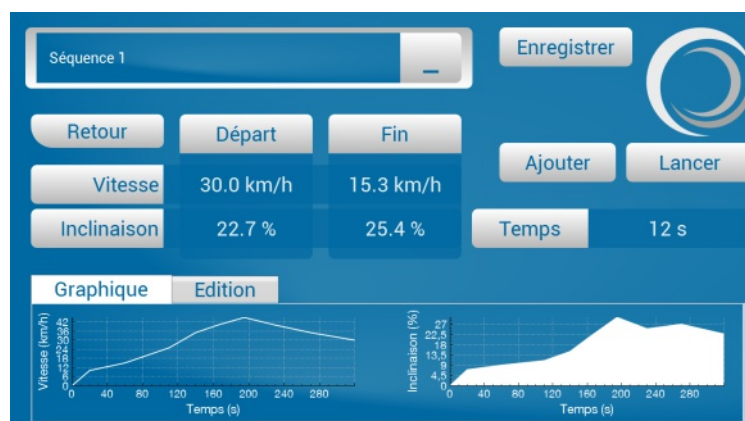 Séquence 1
_
Enregistrer
Retour
Départ
Fin
Ajouter
Lancer
Vitesse
30.0 km/h
15.3 km/h
Inclinaison
22.7 %
25.4 %
Temps
12 s
Graphique
Edition
Vitesse (km/h)
42
36
30
24
18
12
6
0
0 40 80 120 160 200 240 280
Temps (s)
Inclinaison (%)
27
22,5
18
13,5
9
4,5
0
0 40 80 120 160 200 240 280
Temps (s)